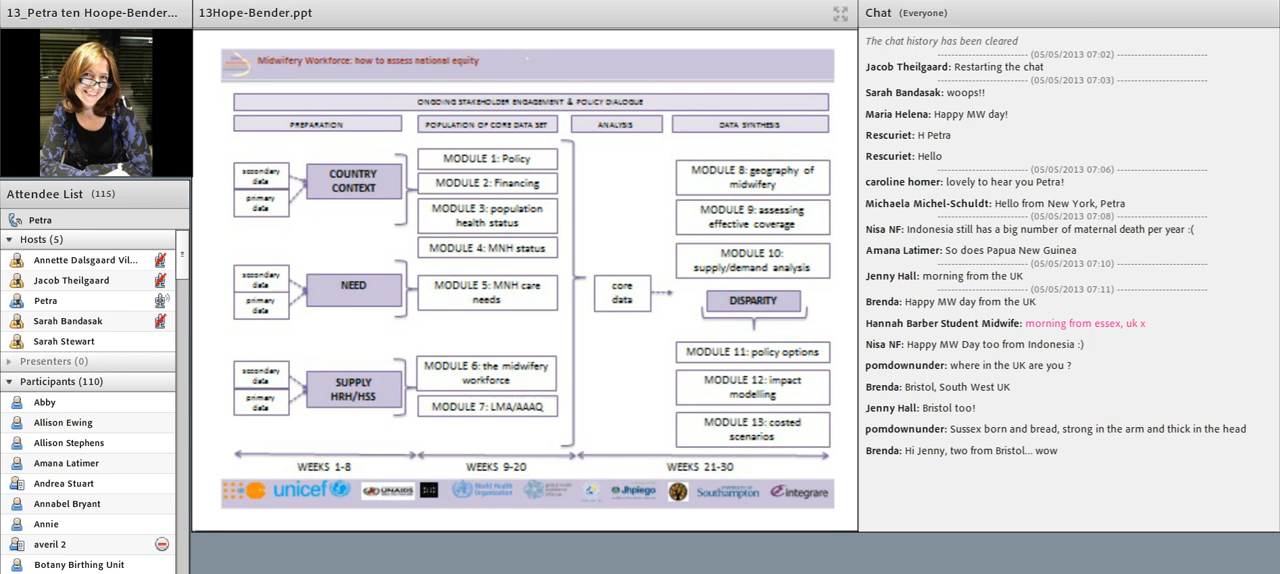 13_Petra ten Hoope-Bender...
13Hope-Bender.ppt
Chat (Everyone)
Attendee List (115)
Petra
Hosts (5)
Annette Dalsgaard Vil...
Jacob Theilgaard
Petra
Sarah Bandasak
Sarah Stewart
Presenters (0)
Participants (110)
Abby
Allison Ewing
Allison Stephens
Amana Latimer
Andrea Stuart
Annabel Bryant
Annie
averil 2
Botany Birthing Unit
Midwifery Workforce: how to assess national equity
ONGOING STAKEHOLDER ENGAGEMENT & POLICY DIALOGUE
PREPARATION
POPULATION OF CORE DATA SET
ANALYSIS
DATA SYNTHESIS
secondary
data
primary
data
COUNTRY
CONTEXT
MODULE 1: Policy
MODULE 2: Financing
MODULE 3: population
health status
MODULE 4: MNH status
secondary
data
primary
data
NEED
MODULE 5: MNH care
needs
secondary
data
primary
data
SUPPLY
HRH/HSS
MODULE 6: the midwifery
workforce
MODULE 7: LMA/AAAQ
core
data
MODULE 8: geography of
midwifery
MODULE 9: assessing
effective coverage
MODULE 10:
supply/demand analysis
DISPARITY
MODULE 11: policy options
MODULE 12: impact
modelling
MODULE 13: costed
scenarios
WEEKS 1-8
WEEKS 9-20
WEEKS 21-30
unicef
UNAIDS
World Health
Organization
Jhpiego
Southampton
integrare
The chat history has been cleared
(05/05/2013 07:02)
Jacob Theilgaard: Restarting the chat
(05/05/2013 07:03)
Sarah Bandasak: woops!!
Maria Helena: Happy MW day!
Rescuriet: H Petra
Rescuriet: Hello
(05/05/2013 07:06)
caroline homer: lovely to hear you Petra!
Michaela Michel-Schuldt: Hello from New York, Petra
(05/05/2013 07:08)
Nisa NF: Indonesia still has a big number of maternal death per year :(
Amana Latimer: So does Papua New Guinea
(05/05/2013 07:10)
Jenny Hall: morning from the UK
(05/05/2013 07:11)
Brenda: Happy MW day from the UK
Hannah Barber Student Midwife: morning from essex, uk x
Nisa NF: Happy MW Day too from Indonesia :)
pomdownunder: where in the UK are you ?
Brenda: Bristol, South West UK
Jenny Hall: Bristol too!
pomdownunder: Sussex born and bread, strong in the arm and thick in the head
Brenda: Hi Jenny, two from Bristol... wow